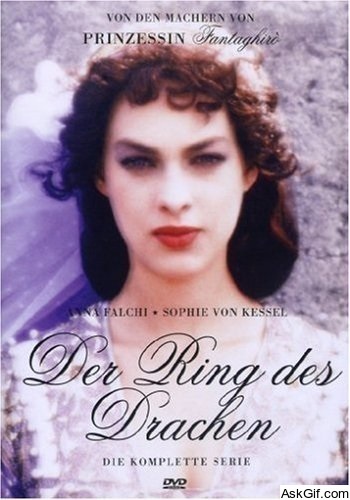 VON DEN MACHERN VON
PRINZESSIN Fantaghirò
ANNA FALCHI • SOPHIE VON KESSEL
Der Ring des
Drachen
DIE KOMPLETTE SERIE
DVD
AskGif.com